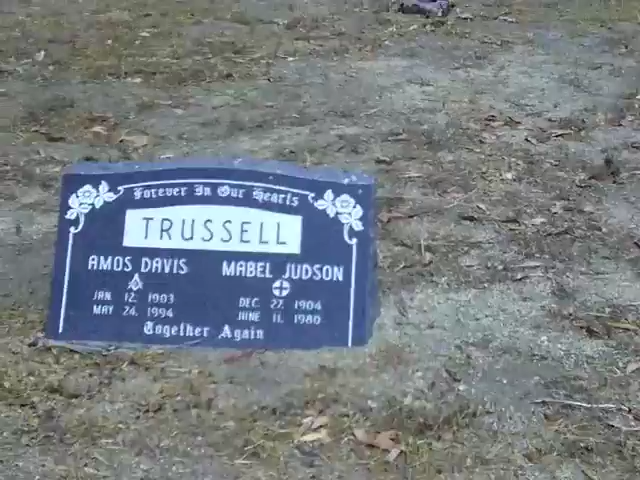 Forever In Our Hearts
TRUSSELL
AMOS DAVIS MABEL JUDSON
JAN. 12, 1903 DEC. 27, 1904
MAY 24, 1994 JUNE 11, 1980
Together Again